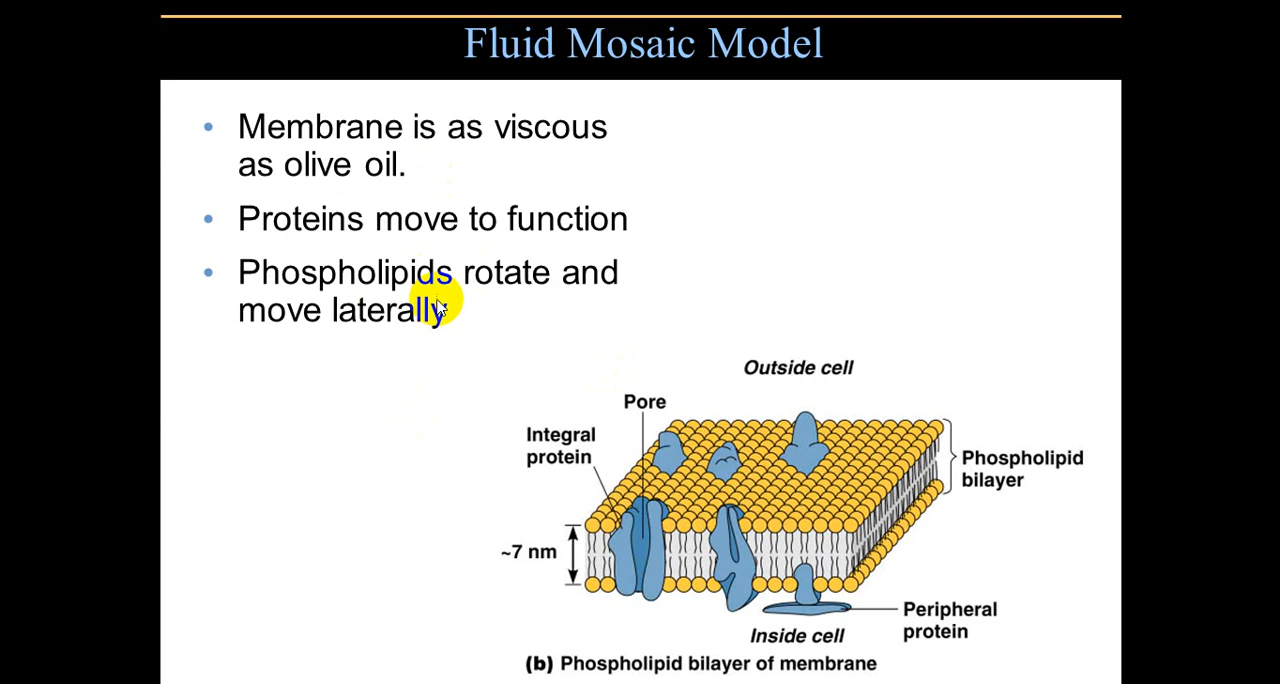 Fluid Mosaic Model
• Membrane is as viscous
as olive oil.
• Proteins move to function
• Phospholipids rotate and
move laterally
Outside cell
Pore
Integral
protein
Phospholipid
bilayer
~7 nm
Peripheral
protein
Inside cell
(b) Phospholipid bilayer of membrane